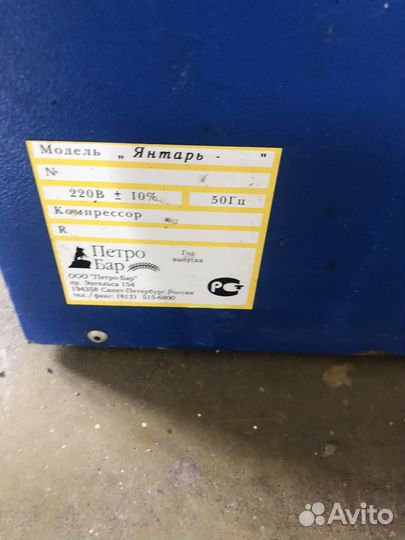 Модель „ Янтарь - "
№
220В ± 10% 50Гц
Компрессор
R
Петро
Бар
Год
выпуска
ООО "Петро-Бар"
пр. Энгельса 154
194358 Санкт-Петербург,Россия
тел./факс: (812) 515-6800
РСТ
Avito